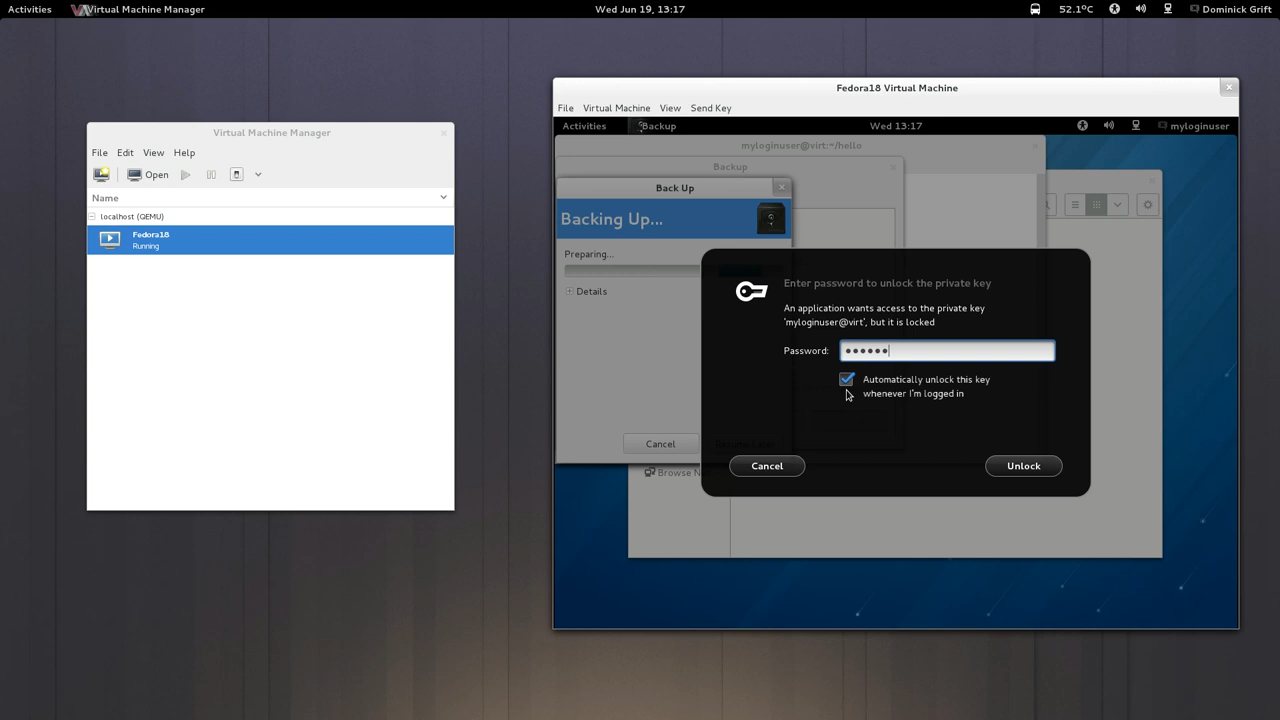 Activities
Virtual Machine Manager
Wed Jun 19, 13:17
52.1°C
Dominick Grift
Virtual Machine Manager
File Edit View Help
Open
Name
localhost (QEMU)
Fedora18
Running
Fedora18 Virtual Machine
File Virtual Machine View Send Key
Activities
Backup
Wed 13:17
myloginuser
myloginuser@virt:~/hello
Backup
Back Up
Backing Up...
Preparing...
Details
Cancel
Browse N
Enter password to unlock the private key
An application wants access to the private key
'myloginuser@virt', but it is locked
Password:
Automatically unlock this key
whenever I'm logged in
Cancel
Unlock